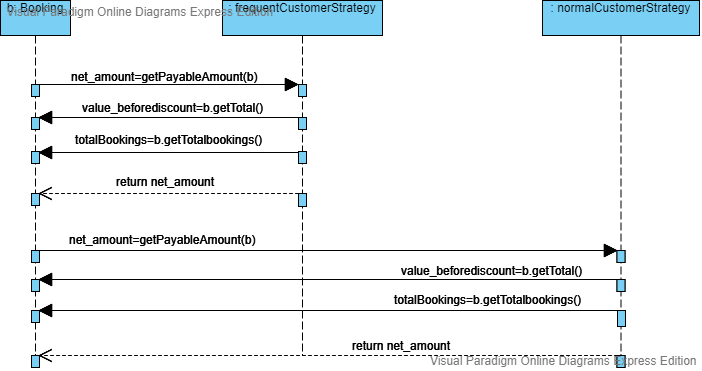 b: Booking
: frequentCustomerStrategy
: normalCustomerStrategy
Visual Paradigm Online Diagrams Express Edition
net_amount=getPayableAmount(b)
value_beforediscount=b.getTotal()
totalBookings=b.getTotalbookings()
return net_amount
net_amount=getPayableAmount(b)
value_beforediscount=b.getTotal()
totalBookings=b.getTotalbookings()
return net_amount
Visual Paradigm Online Diagrams Express Edition